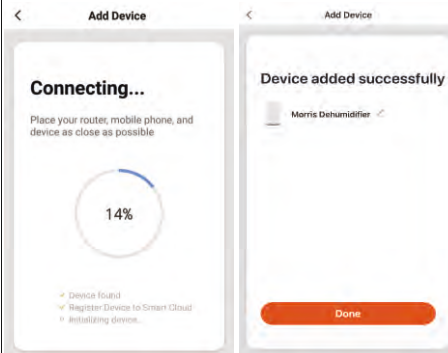 Add Device
Connecting...
Place your router, mobile phone, and
device as close as possible
14%
Device found
Register Device to Smart Cloud
Initializing device...
Add Device
Device added successfully
Morris Dehumidifier
Done